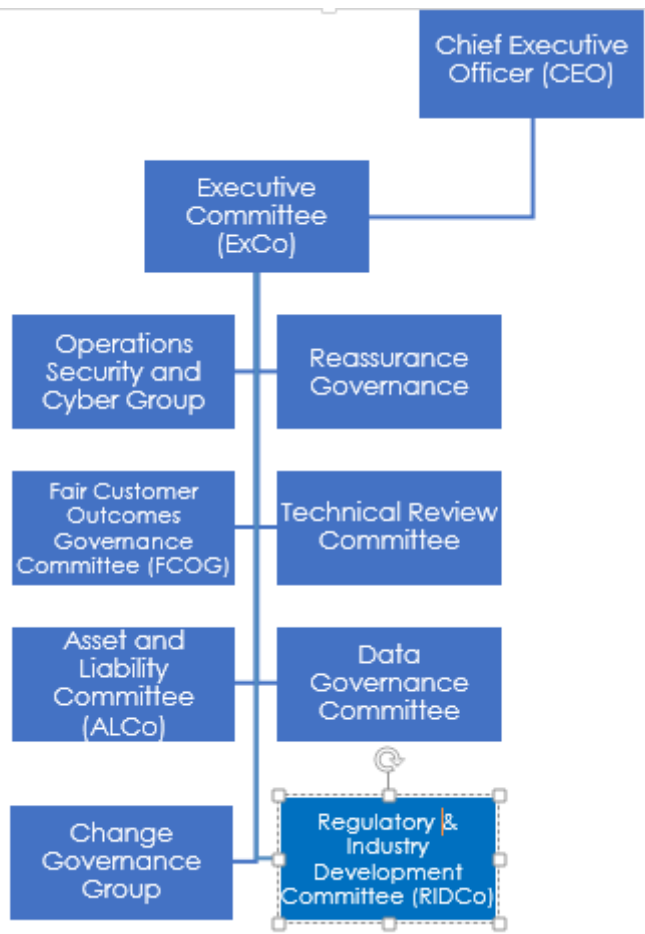 Chief Executive
Officer (CEO)
Executive
Committee
(ExCo)
Operations
Security and
Cyber Group
Reassurance
Governance
Fair Customer
Outcomes
Governance
Committee (FCOG)
Technical Review
Committee
Asset and
Liability
Committee
(ALCo)
Data
Governance
Committee
Change
Governance
Group
Regulatory &
Industry
Development
Committee (RIDCo)